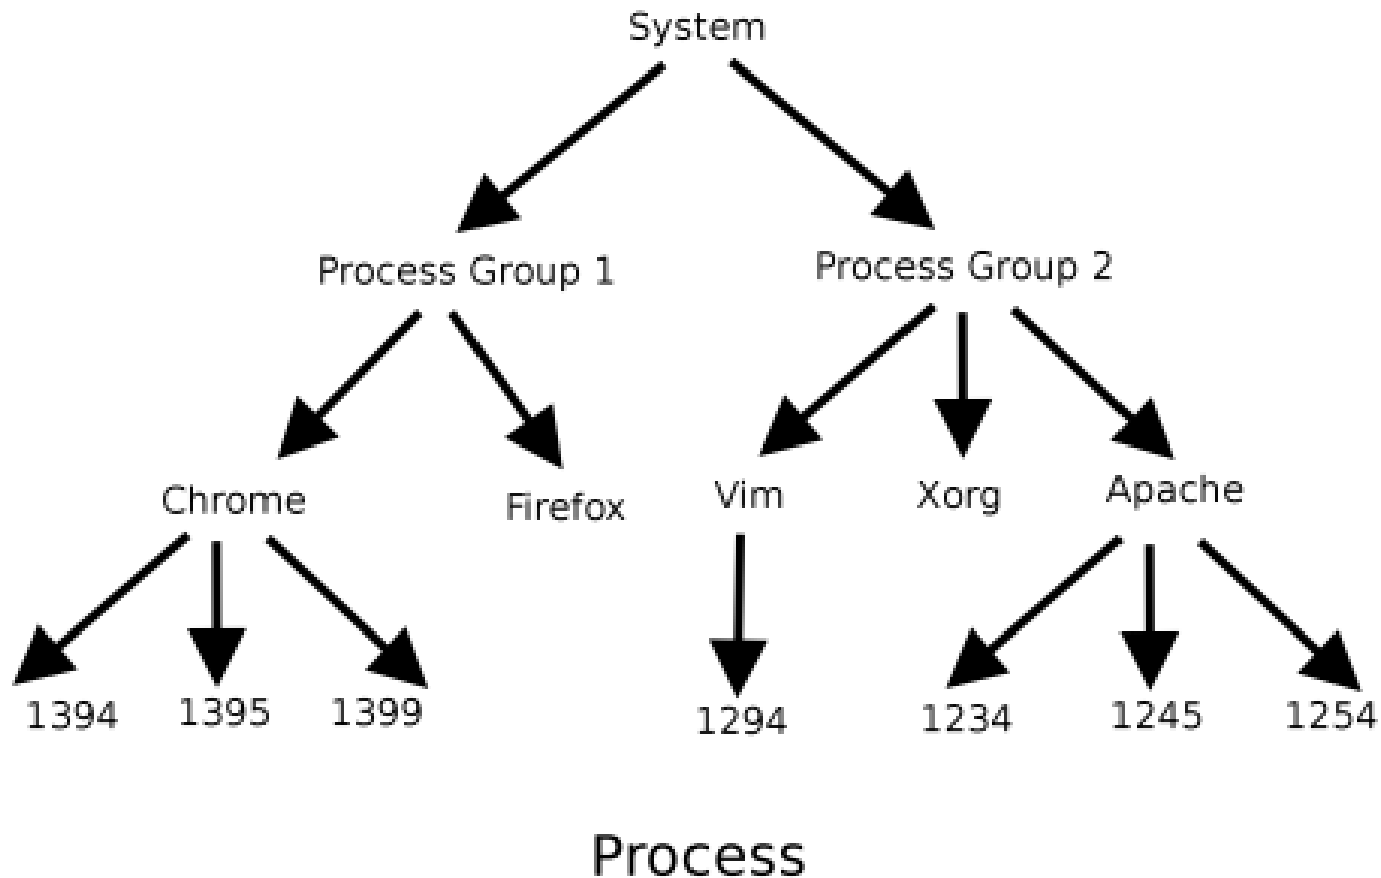 System
Process Group 1 Process Group 2
Chrome Firefox Vim Xorg Apache
1394 1395 1399 1294 1234 1245 1254
Process